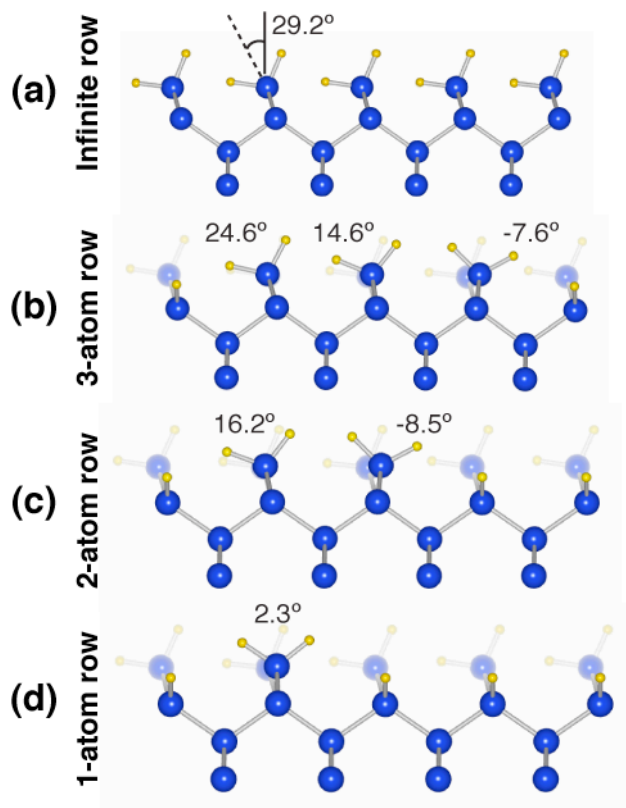 29.2º
(a)
Infinite row
24.6º 14.6º -7.6º
(b)
3-atom row
16.2º -8.5º
(c)
2-atom row
2.3º
(d)
1-atom row